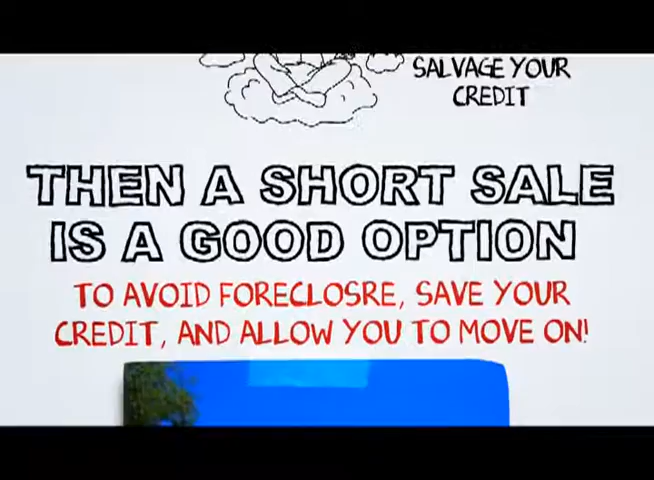 SALVAGE YOUR
CREDIT
THEN A SHORT SALE
IS A GOOD OPTION
TO AVOID FORECLOSRE, SAVE YOUR
CREDIT, AND ALLOW YOU TO MOVE ON!